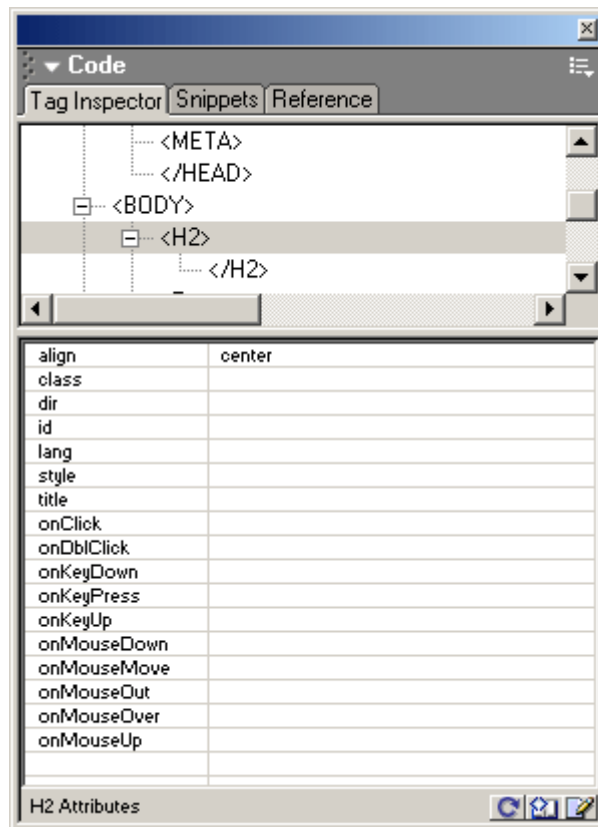 Code
Tag Inspector Snippets Reference
<META>
</HEAD>
<BODY>
<H2>
</H2>
align center
class
dir
id
lang
style
title
onClick
onDblClick
onKeyDown
onKeyPress
onKeyUp
onMouseDown
onMouseMove
onMouseOut
onMouseOver
onMouseUp
H2 Attributes